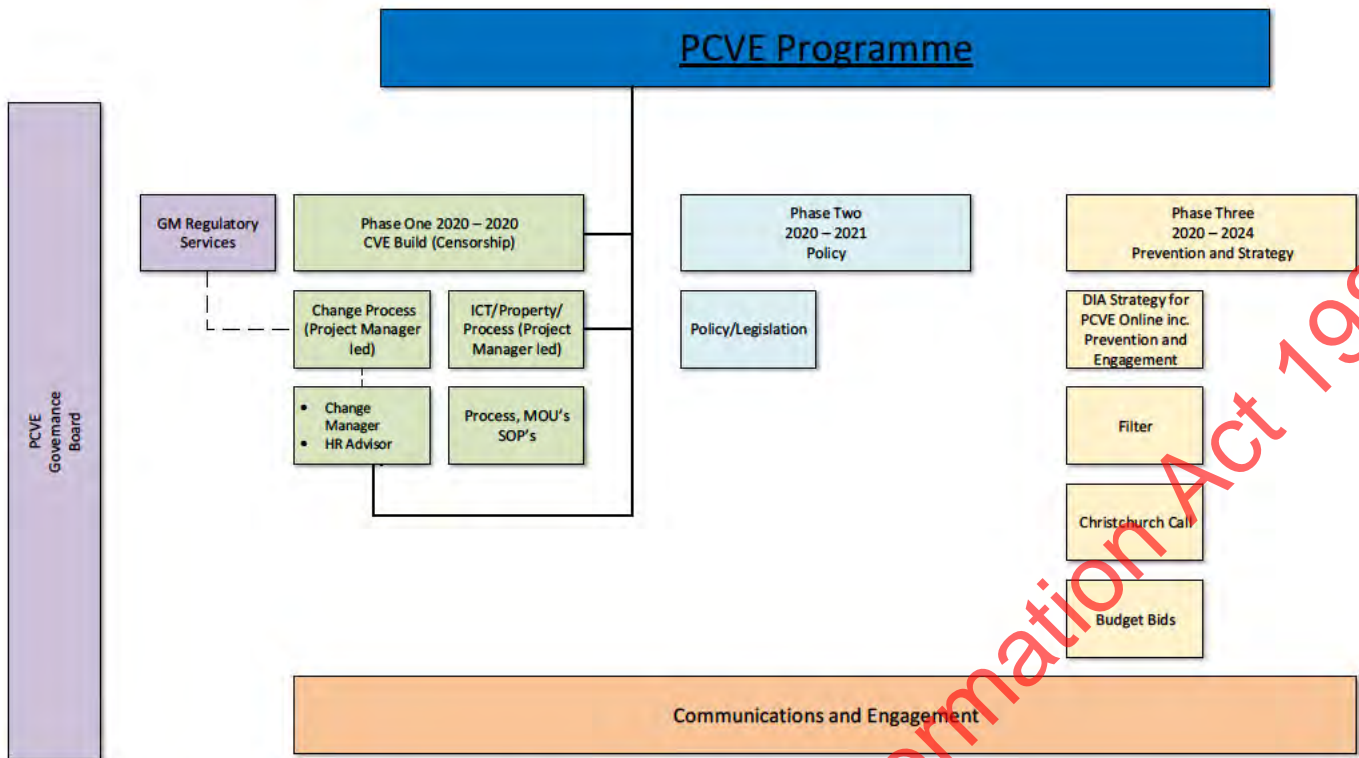 PCVE Programme
PCVE
Governance
Board
GM Regulatory
Services
Phase One 2020 – 2020
CVE Build (Censorship)
Phase Two
2020 – 2021
Policy
Phase Three
2020 – 2024
Prevention and Strategy
Change Process
(Project Manager
led)
ICT/Property/
Process (Project
Manager led)
Policy/Legislation
DIA Strategy for
PCVE Online inc.
Prevention and
Engagement
• Change
Manager
• HR Advisor
Process, MOU's
SOP's
Filter
Christchurch Call
Budget Bids
Communications and Engagement
Act